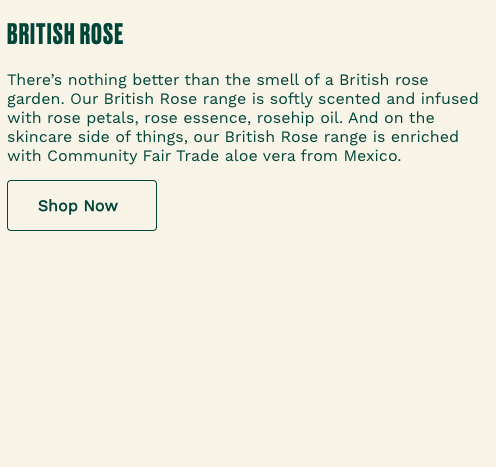 BRITISH ROSE
There’s nothing better than the smell of a British rose
garden. Our British Rose range is softly scented and infused
with rose petals, rose essence, rosehip oil. And on the
skincare side of things, our British Rose range is enriched
with Community Fair Trade aloe vera from Mexico.
Shop Now